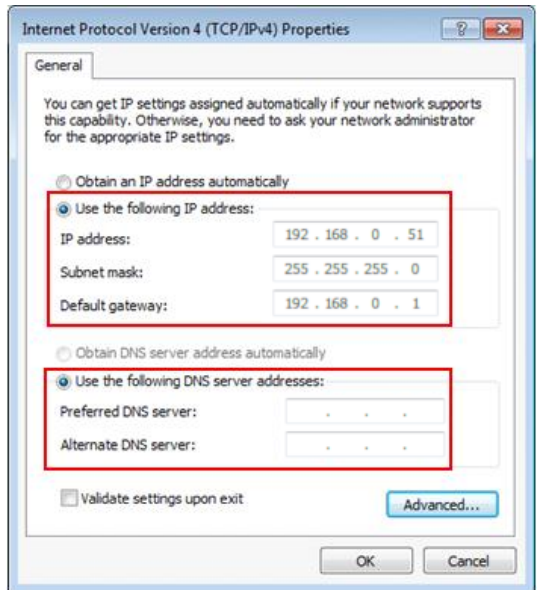 Internet Protocol Version 4 (TCP/IPv4) Properties
General
You can get IP settings assigned automatically if your network supports
this capability. Otherwise, you need to ask your network administrator
for the appropriate IP settings.
Obtain an IP address automatically
Use the following IP address:
IP address: 192 . 168 . 0 . 51
Subnet mask: 255 . 255 . 255 . 0
Default gateway: 192 . 168 . 0 . 1
Obtain DNS server address automatically
Use the following DNS server addresses:
Preferred DNS server: . . .
Alternate DNS server: . . .
Validate settings upon exit
Advanced...
OK Cancel